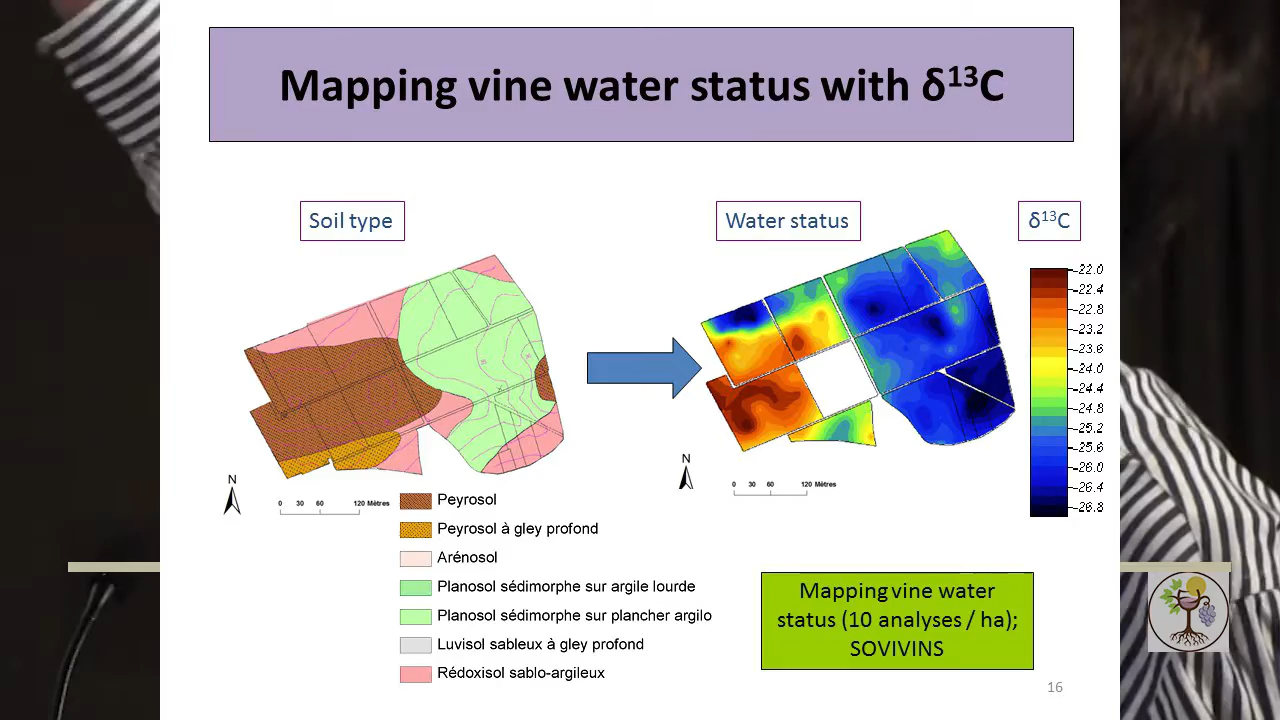 Mapping vine water status with δ¹³C
Soil type
Water status
δ¹³C
-22.0
-22.4
-22.8
-23.2
-23.6
-24.0
-24.4
-24.8
-25.2
-25.6
-26.0
-26.4
-26.8
N
0 30 60 120 Mètres
N
0 30 60 120 Mètres
Peyrosol
Peyrosol à gley profond
Arénosol
Planosol sédimorphe sur argile lourde
Planosol sédimorphe sur plancher argilo
Luvisol sableux à gley profond
Rédoxisol sablo-argileux
Mapping vine water
status (10 analyses / ha);
SOVIVINS
16